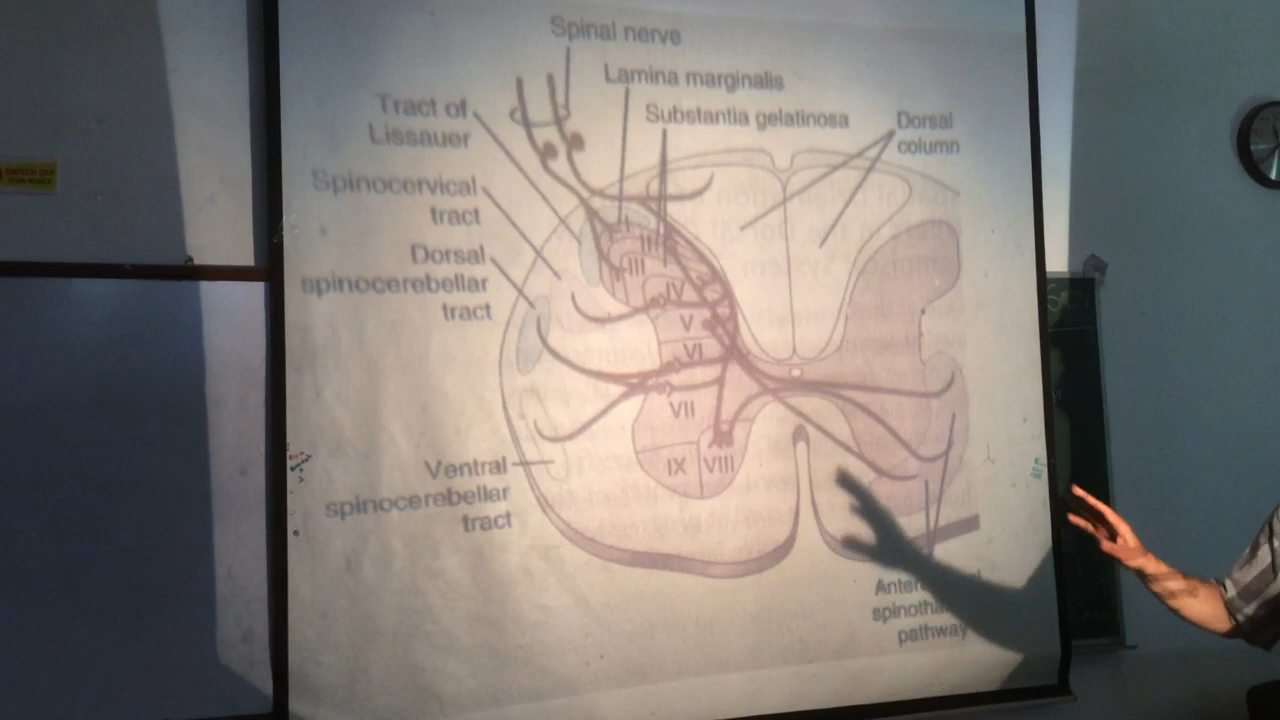 Spinal nerve
Lamina marginalis
Substantia gelatinosa
Tract of
Lissauer
Dorsal
column
Spinocervical
tract
Dorsal
spinocerebellar
tract
I
II
III
IV
V
VI
VII
IX VIII
Ventral
spinocerebellar
tract
pathway